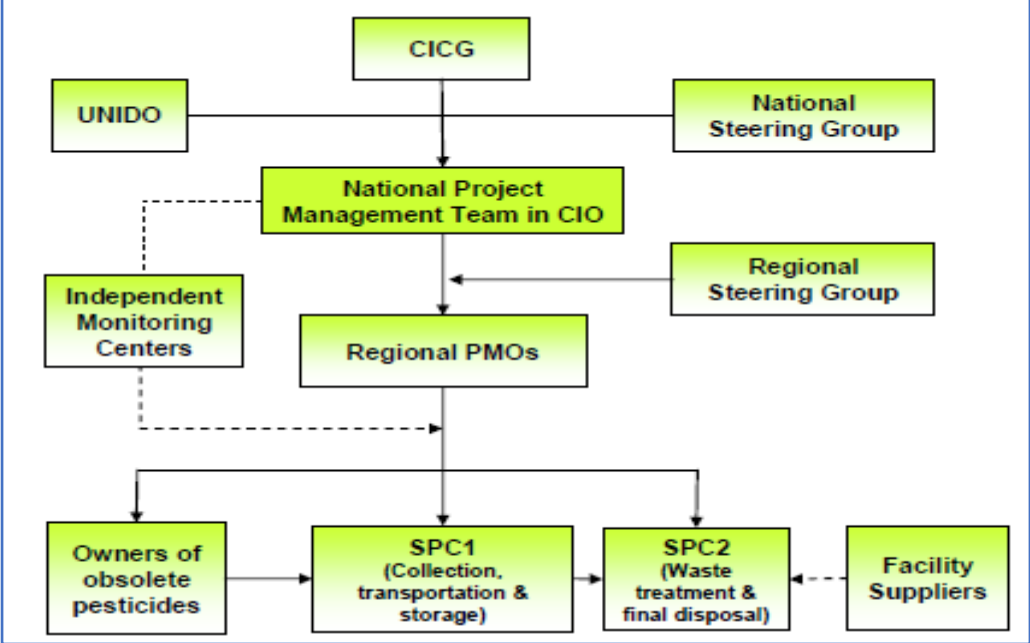 CICG
UNIDO
National
Steering Group
National Project
Management Team in CIO
Regional
Steering Group
Independent
Monitoring
Centers
Regional PMOs
Owners of
obsolete
pesticides
SPC1
(Collection,
transportation &
storage)
SPC2
(Waste
treatment &
final disposal)
Facility
Suppliers